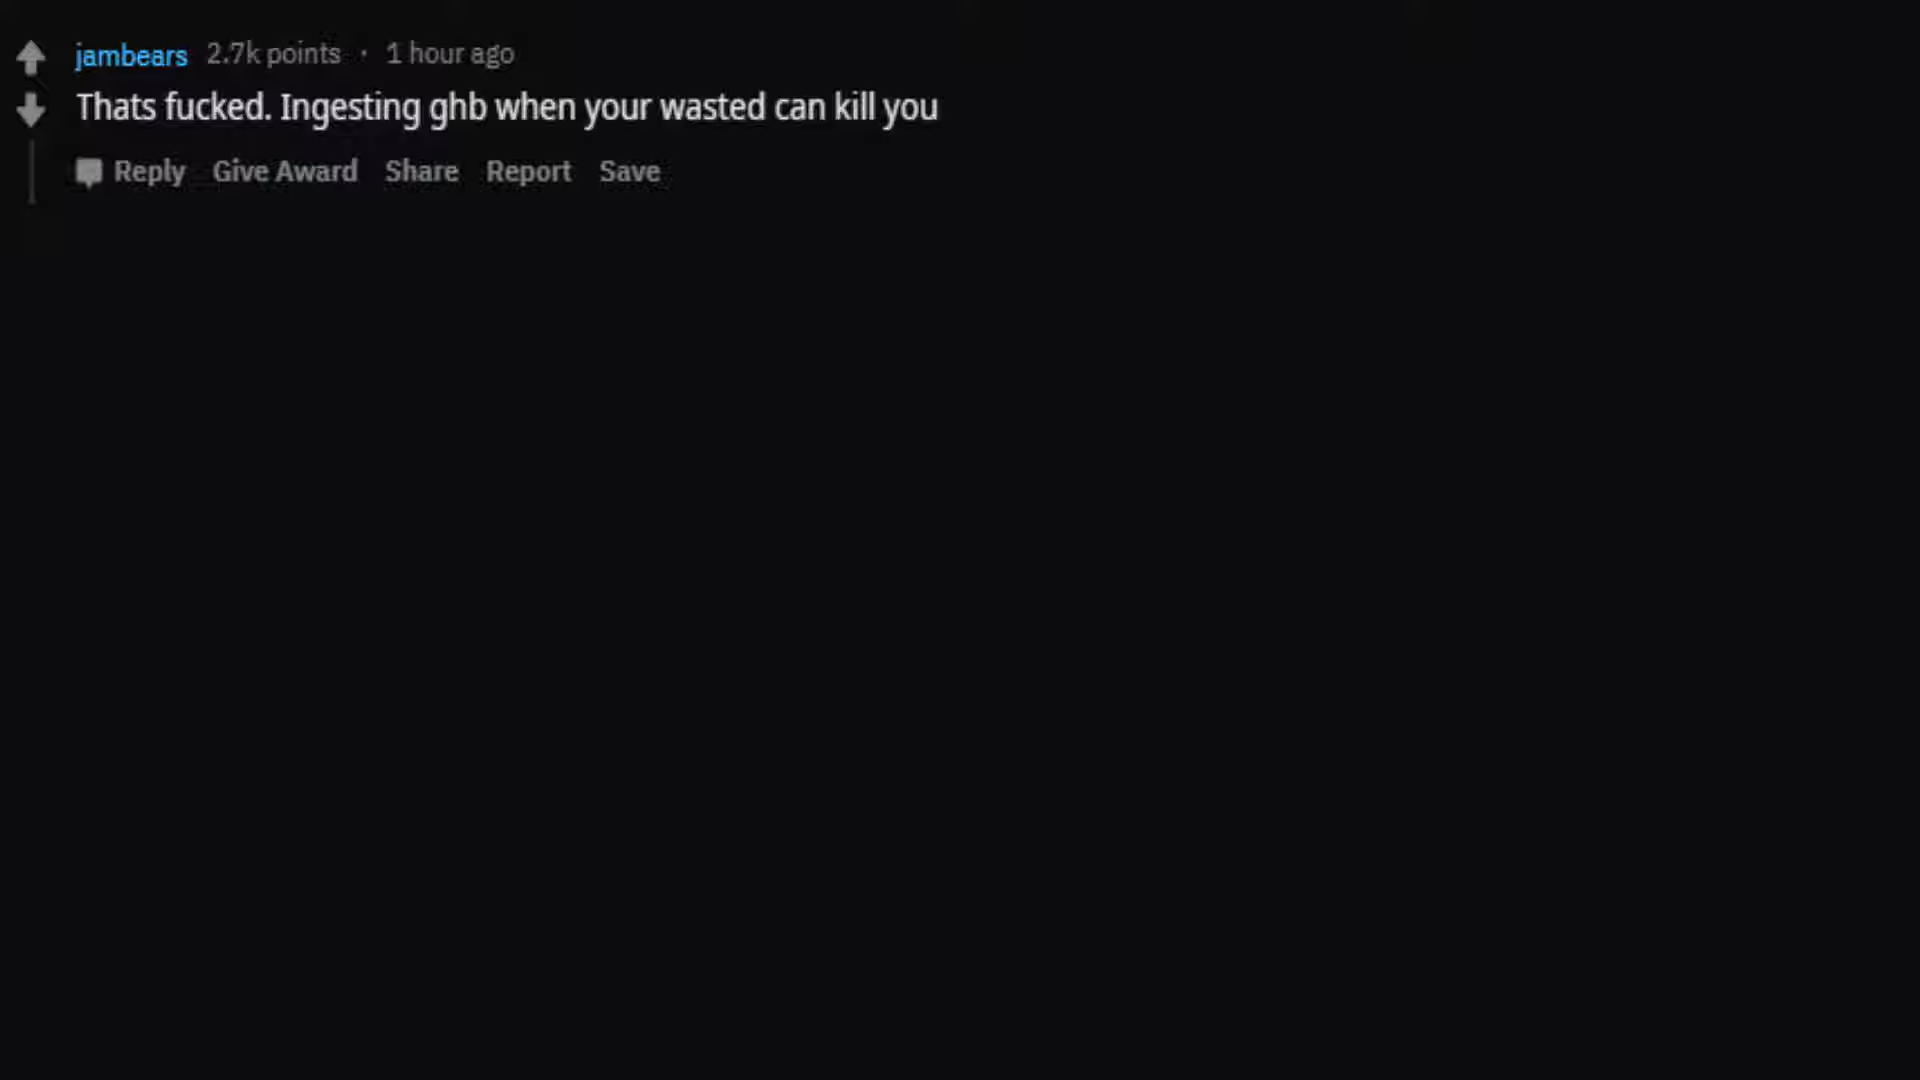 jambears 2.7k points · 1 hour ago
Thats fucked. Ingesting ghb when your wasted can kill you
Reply Give Award Share Report Save